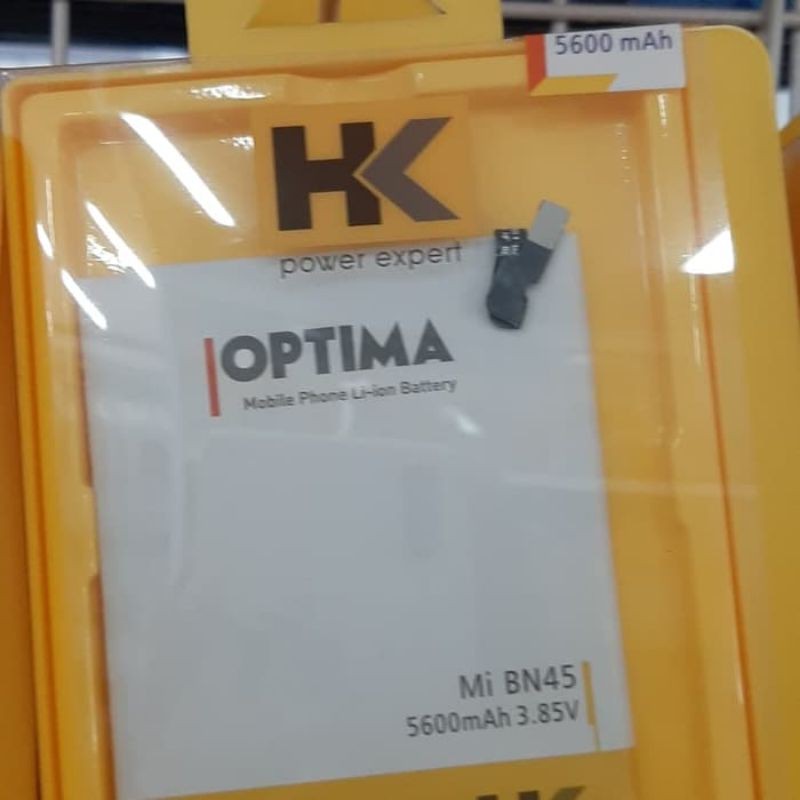 5600 mAh
HK
power expert
OPTIMA
Mobile Phone Li-ion Battery
Mi BN45
5600mAh 3.85V